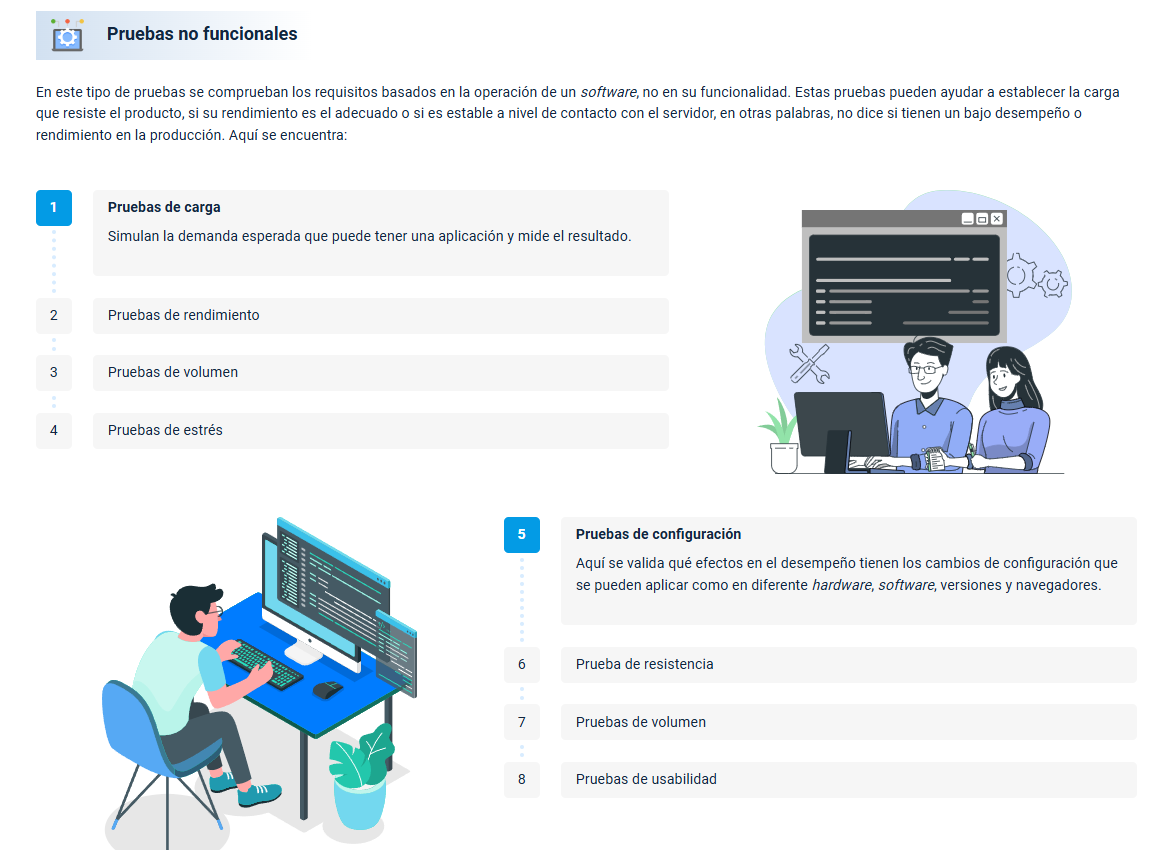 Pruebas no funcionales
En este tipo de pruebas se comprueban los requisitos basados en la operación de un software, no en su funcionalidad. Estas pruebas pueden ayudar a establecer la carga
que resiste el producto, si su rendimiento es el adecuado o si es estable a nivel de contacto con el servidor, en otras palabras, no dice si tienen un bajo desempeño o
rendimiento en la producción. Aquí se encuentra:
1
Pruebas de carga
Simulan la demanda esperada que puede tener una aplicación y mide el resultado.
2
Pruebas de rendimiento
3
Pruebas de volumen
4
Pruebas de estrés
5
Pruebas de configuración
Aquí se valida qué efectos en el desempeño tienen los cambios de configuración que
se pueden aplicar como en diferente hardware, software, versiones y navegadores.
6
Prueba de resistencia
7
Pruebas de volumen
8
Pruebas de usabilidad